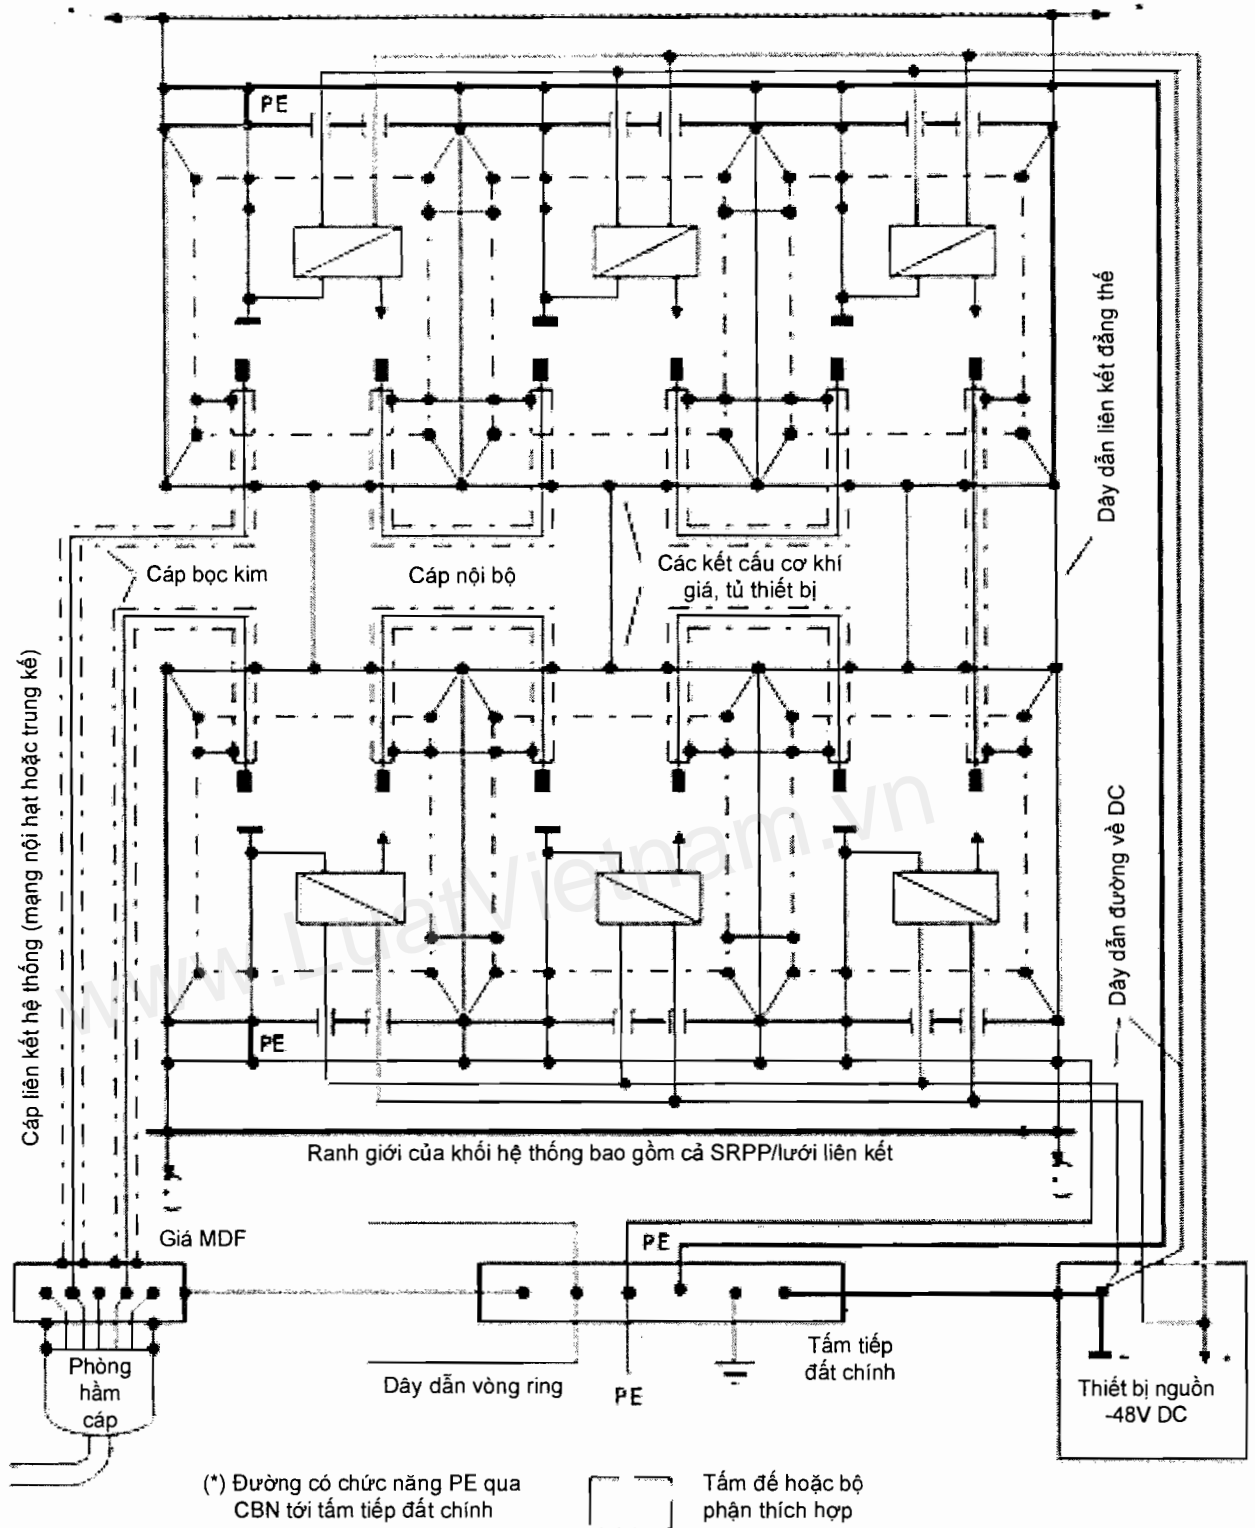 *
*
PE
Dây dẫn liên kết đẳng thế
Cáp bọc kim
Cáp nội bộ
Các kết cấu cơ khí
giá, tủ thiết bị
Cáp liên kết hệ thống (mạng nội hạt hoặc trung kế)
www.LuatVietnam.vn
Dây dẫn đường về DC
PE
Ranh giới của khối hệ thống bao gồm cả SRPP/lưới liên kết
Giá MDF
PE
Tấm tiếp
đất chính
Phòng
hầm
cáp
Dây dẫn vòng ring
PE
*
Thiết bị nguồn
-48V DC
(*) Đường có chức năng PE qua
CBN tới tấm tiếp đất chính
Tấm đế hoặc bộ
phận thích hợp